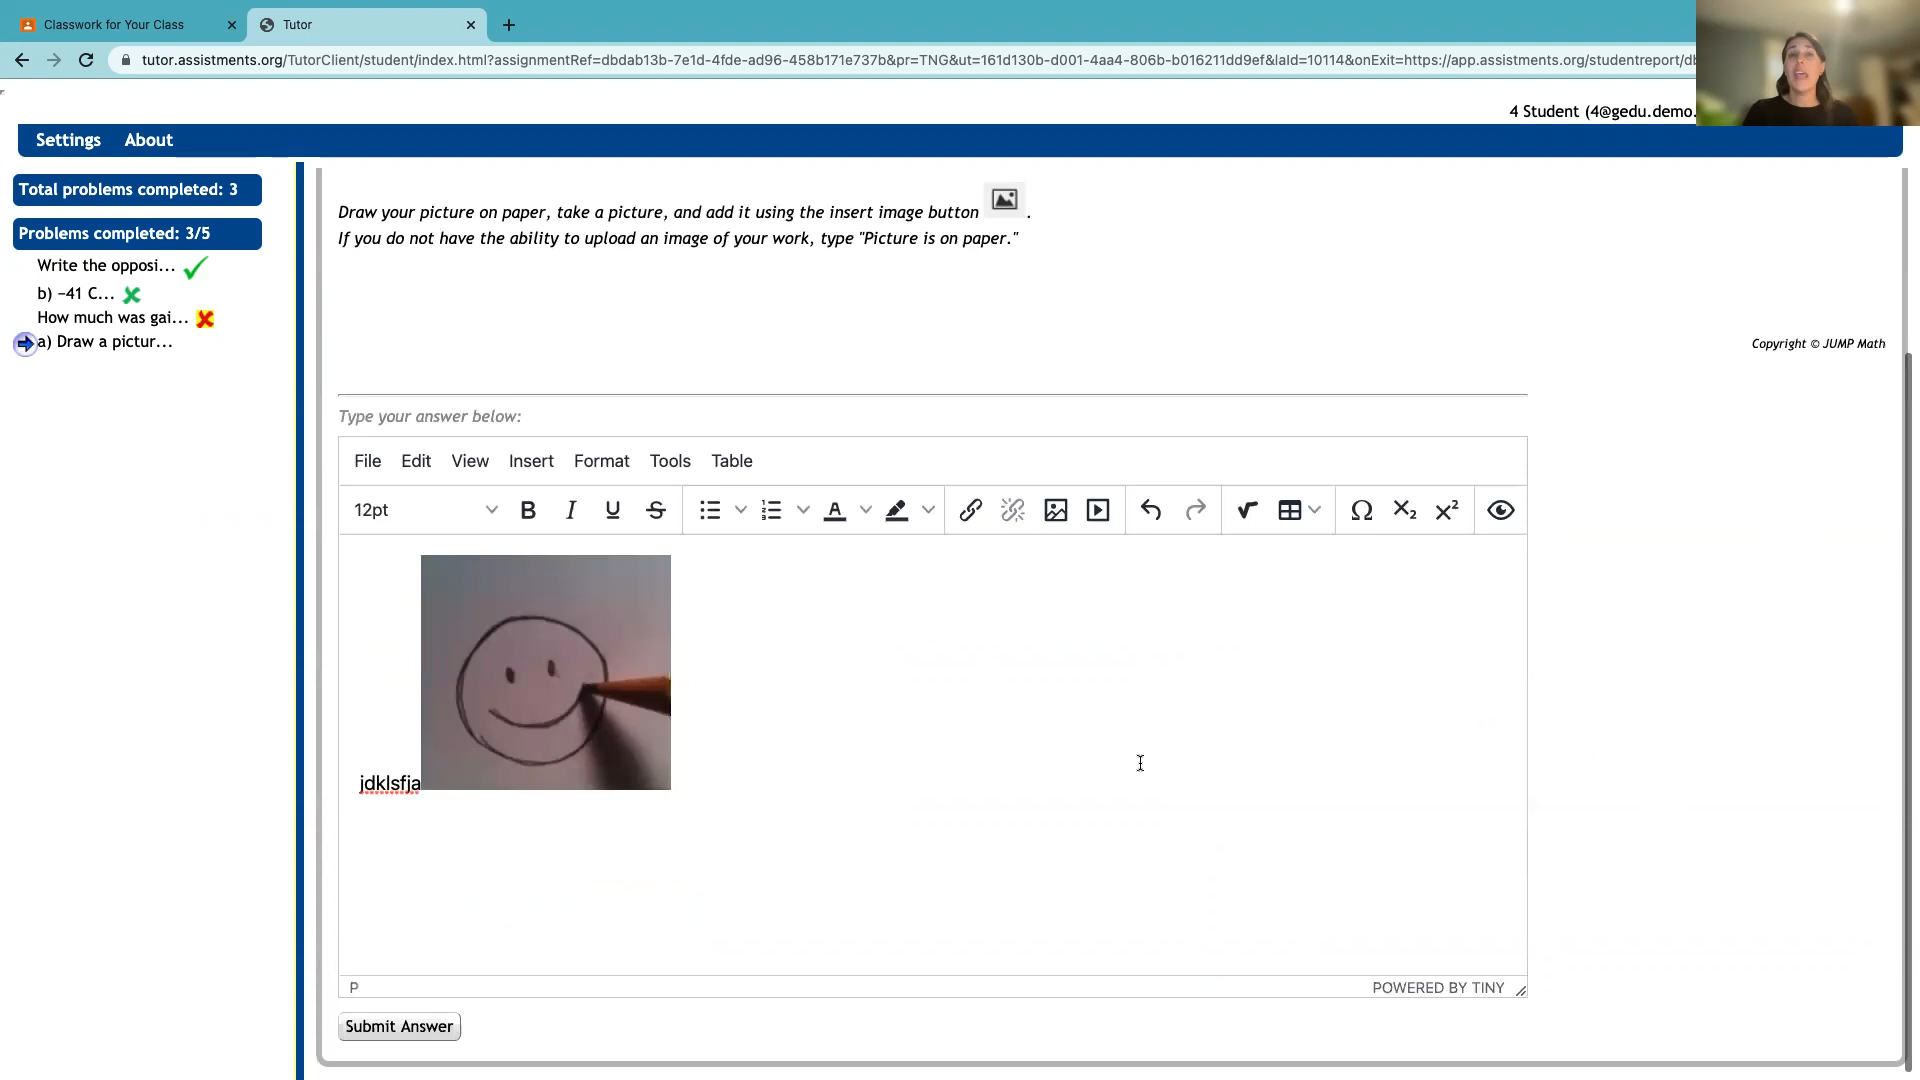 Classwork for Your Class
Tutor
tutor.assistments.org/TutorClient/student/index.html?assignmentRef=dbdab13b-7e1d-4fde-ad96-458b171e737b&pr=TNG&ut=161d130b-d001-4aa4-806b-b016211dd9ef&laId=10114&onExit=https://app.assistments.org/studentreport/db
4 Student (4@gedu.demo.
Settings About
Total problems completed: 3
Problems completed: 3/5
Write the opposi...
b) −41 C...
How much was gai...
a) Draw a pictur...
Draw your picture on paper, take a picture, and add it using the insert image button .
If you do not have the ability to upload an image of your work, type "Picture is on paper."
Copyright © JUMP Math
Type your answer below:
File Edit View Insert Format Tools Table
12pt B I U S A Ω X₂ X²
jdklsfja
P
POWERED BY TINY
Submit Answer